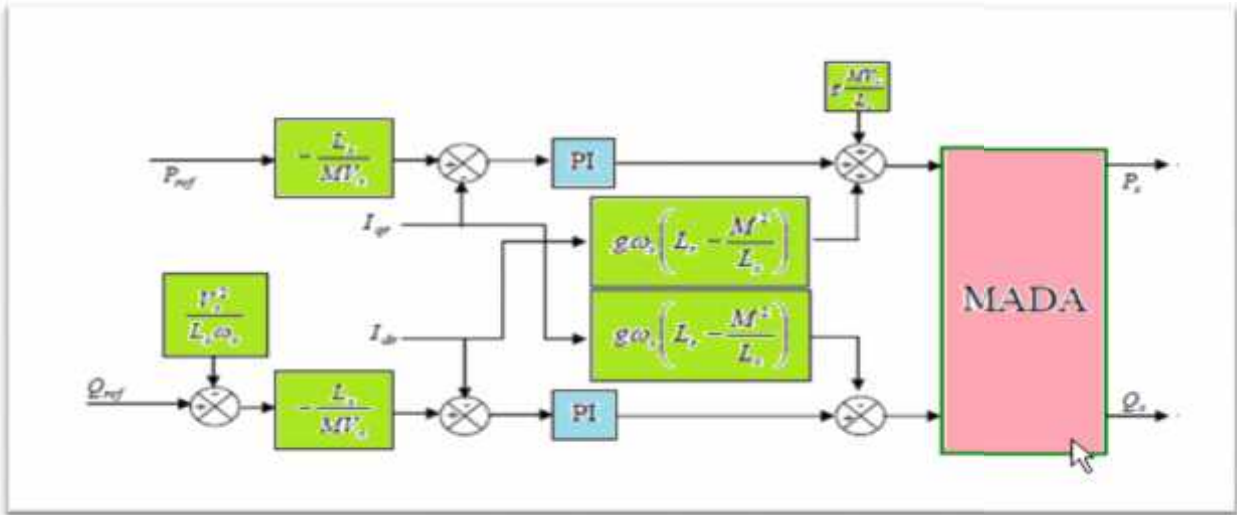 g MV_s / L_s
P_ref
- L_s / MV_s
+
-
PI
+
+
+
P_s
I_qr
gω_s(L_r - M² / L_s)
MADA
V_s² / L_s ω_s
I_dr
gω_s(L_r - M² / L_s)
Q_ref
+
-
- L_s / MV_s
+
-
PI
+
-
Q_s